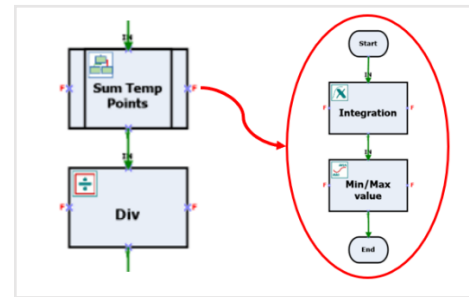 Sum Temp
Points
F
F
Div
F
F
Start
Integration
F
F
Min/Max
value
F
F
End